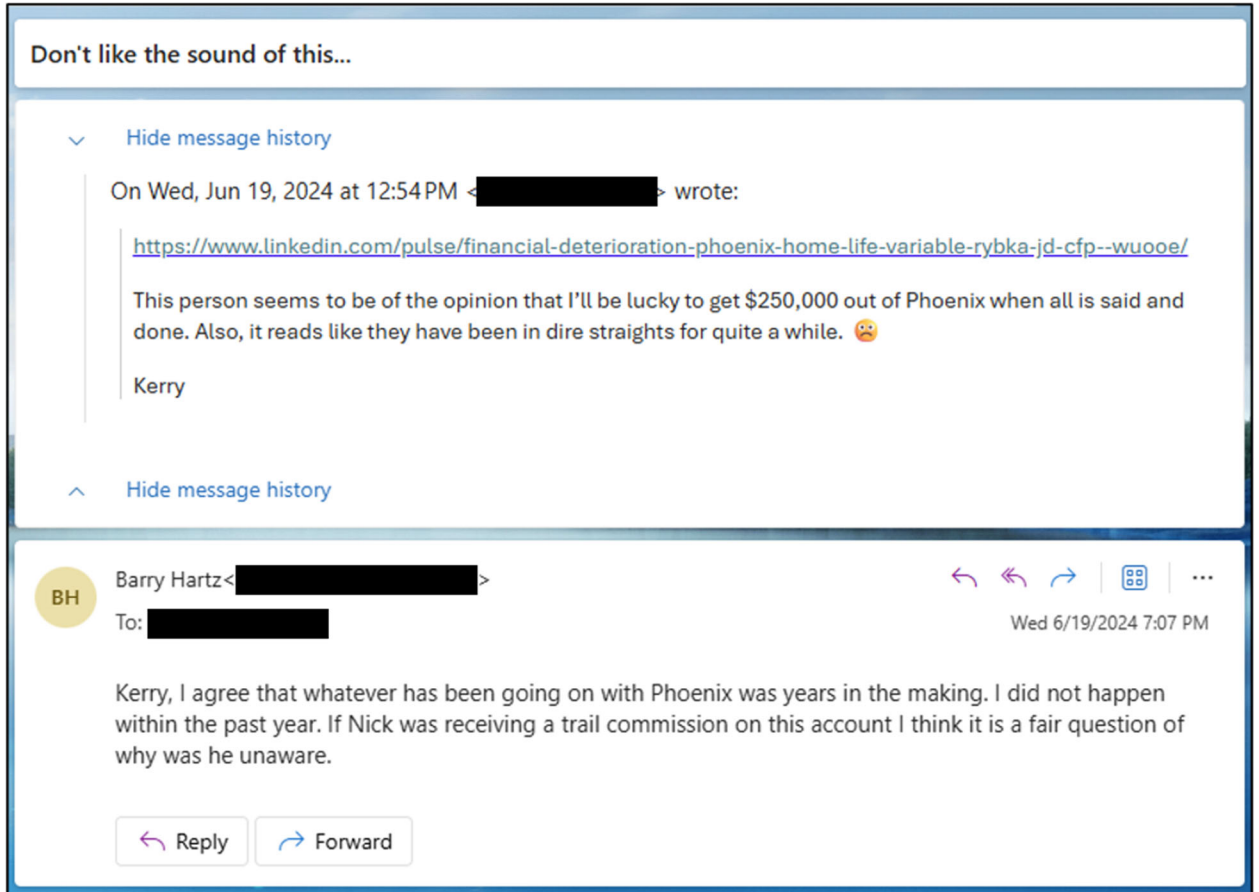 Don't like the sound of this...
Hide message history
On Wed, Jun 19, 2024 at 12:54 PM < > wrote:
https://www.linkedin.com/pulse/financial-deterioration-phoenix-home-life-variable-rybka-jd-cfp--wuooe/
This person seems to be of the opinion that I'll be lucky to get $250,000 out of Phoenix when all is said and
done. Also, it reads like they have been in dire straights for quite a while. 🙁
Kerry
Hide message history
BH
Barry Hartz< >
To:
Wed 6/19/2024 7:07 PM
Kerry, I agree that whatever has been going on with Phoenix was years in the making. I did not happen
within the past year. If Nick was receiving a trail commission on this account I think it is a fair question of
why was he unaware.
Reply
Forward